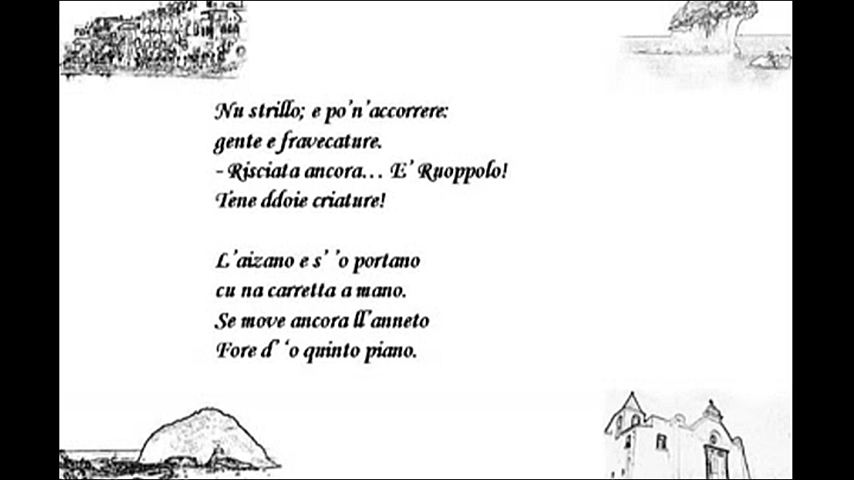 Nu strillo; e po'n'accorrere:
gente e fravecature.
- Risciata ancora... E' Ruoppolo!
Tene ddoie criature!
L'aizano e s' 'o portano
cu na carretta a mano.
Se move ancora ll'anneto
Fore d' 'o quinto piano.